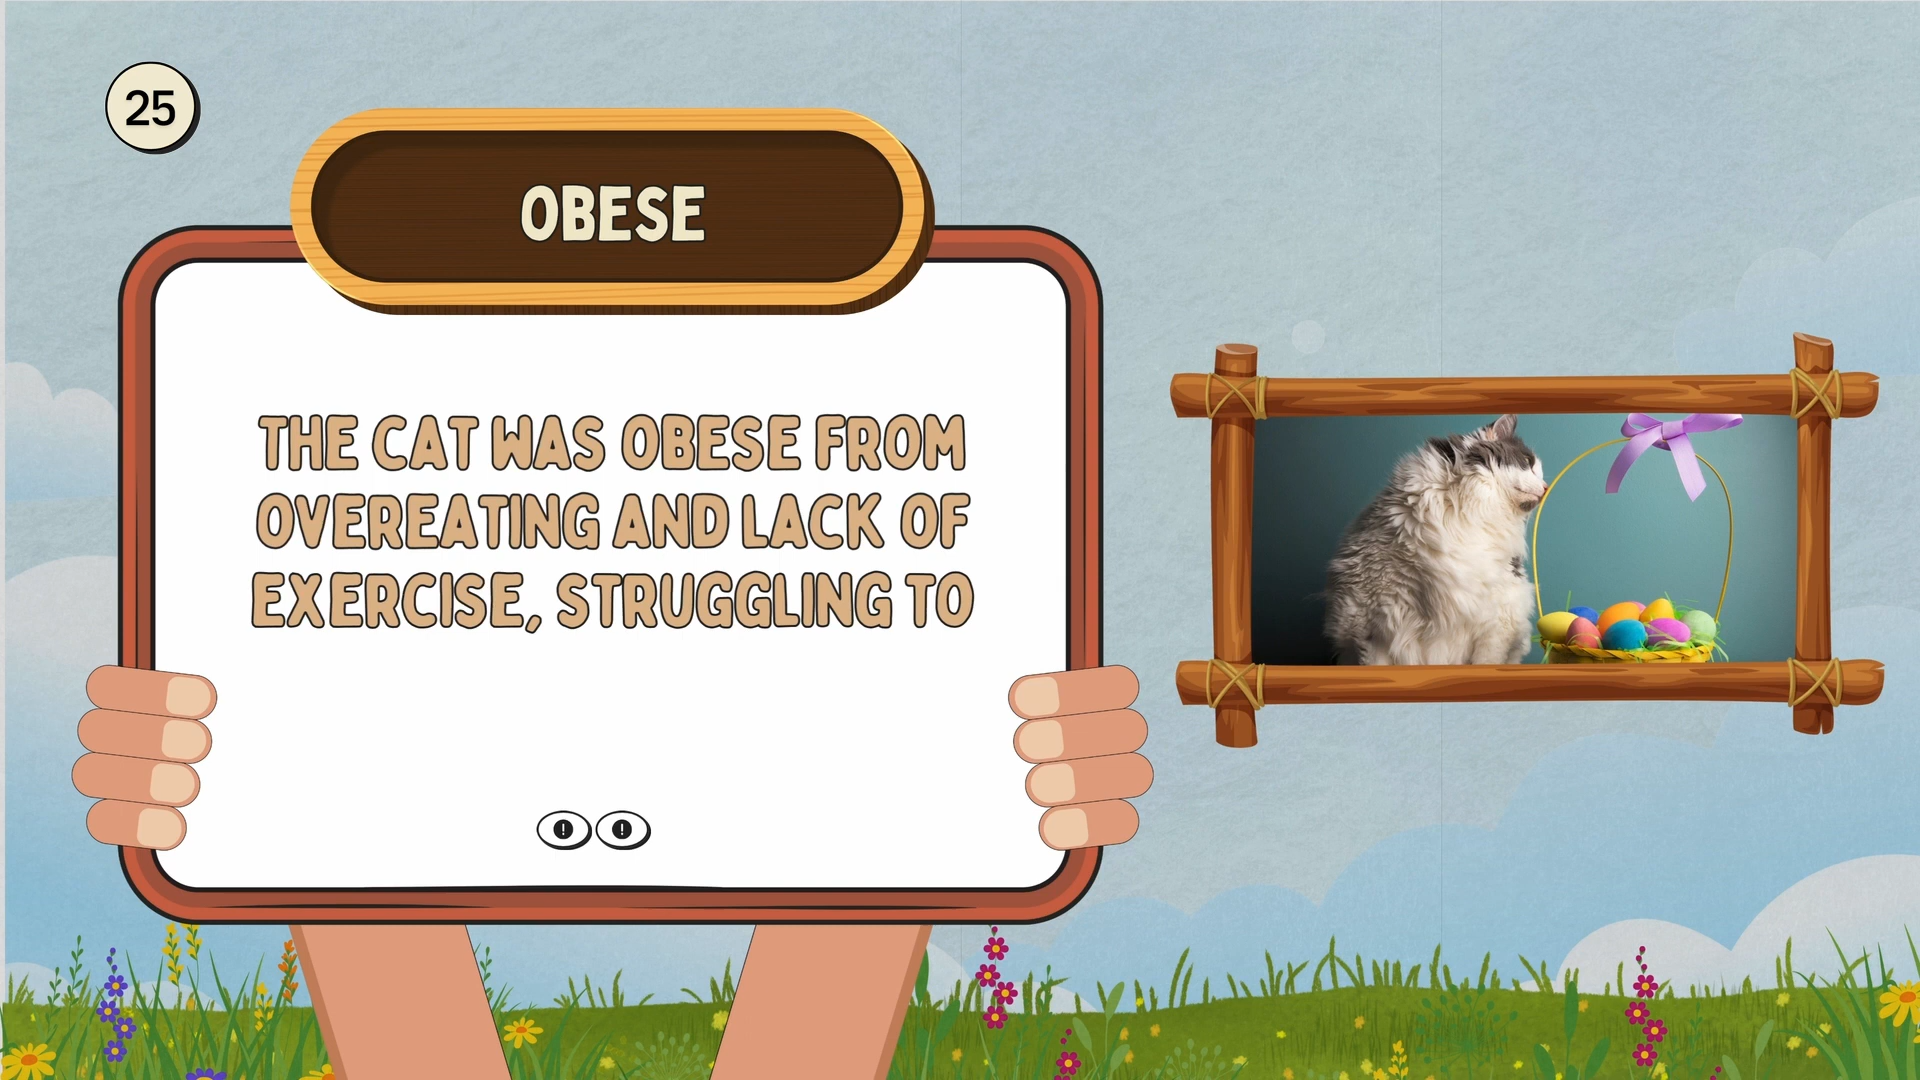 25
OBESE
THE CAT WAS OBESE FROM
OVEREATING AND LACK OF
EXERCISE, STRUGGLING TO